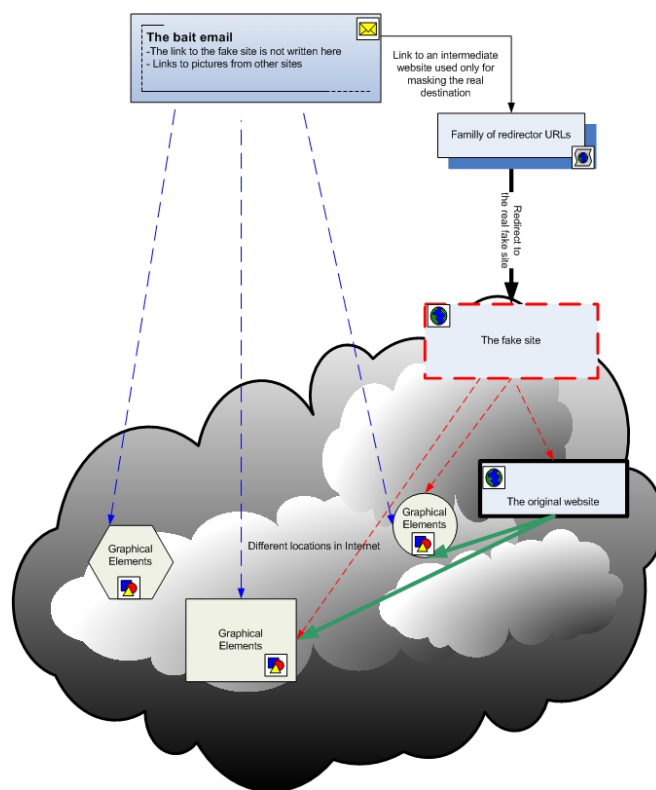 The bait email
-The link to the fake site is not written here
- Links to pictures from other sites
Link to an intermediate
website used only for
masking the real
destination
Familly of redirector URLs
Redirect to
the real fake site
The fake site
The original website
Graphical
Elements
Different locations in Internet
Graphical
Elements
Graphical
Elements